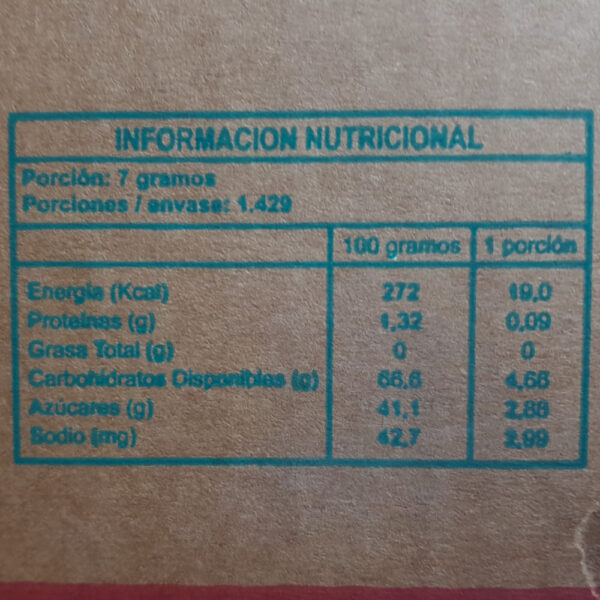 INFORMACION NUTRICIONAL
Porción: 7 gramos
Porciones / envase: 1.429
100 gramos 1 porción
Energía (Kcal) 272 19,0
Proteínas (g) 1,32 0,09
Grasa Total (g) 0 0
Carbohidratos Disponibles (g) 66,6 4,66
Azúcares (g) 41,1 2,88
Sodio (mg) 42,7 2,99